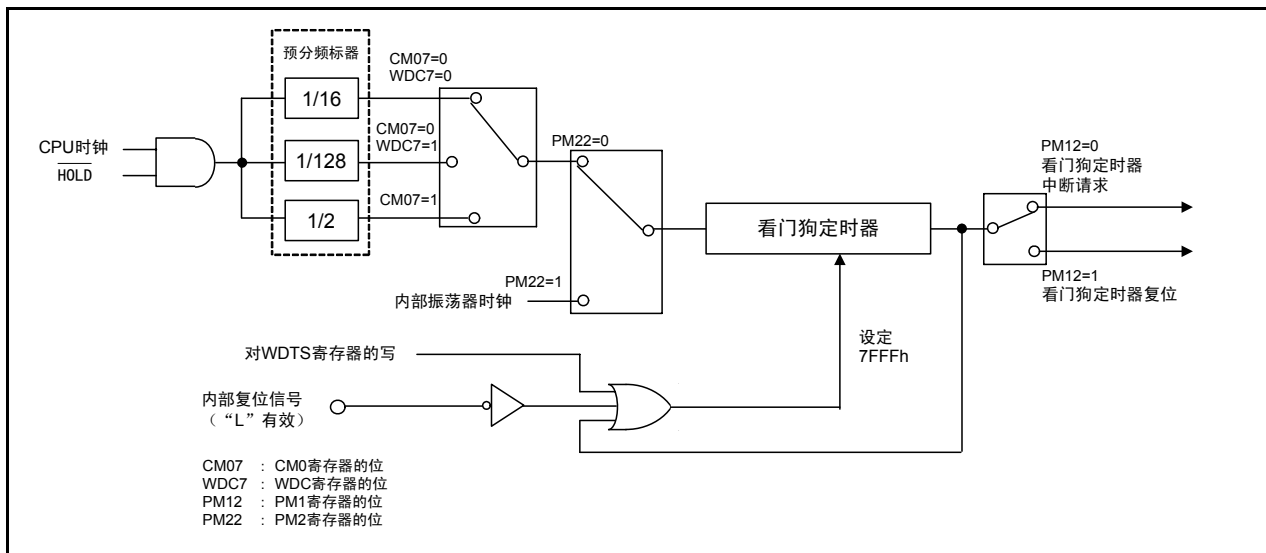 预分频标器
CM07=0
WDC7=0
1/16
CM07=0
WDC7=1
PM22=0
CPU时钟
HOLD
1/128
PM12=0
看门狗定时器
中断请求
CM07=1
1/2
看门狗定时器
PM22=1
内部振荡器时钟
PM12=1
看门狗定时器复位
对WDTS寄存器的写
设定
7FFFh
内部复位信号
（“L”有效）
CM07 : CM0寄存器的位
WDC7 : WDC寄存器的位
PM12 : PM1寄存器的位
PM22 : PM2寄存器的位